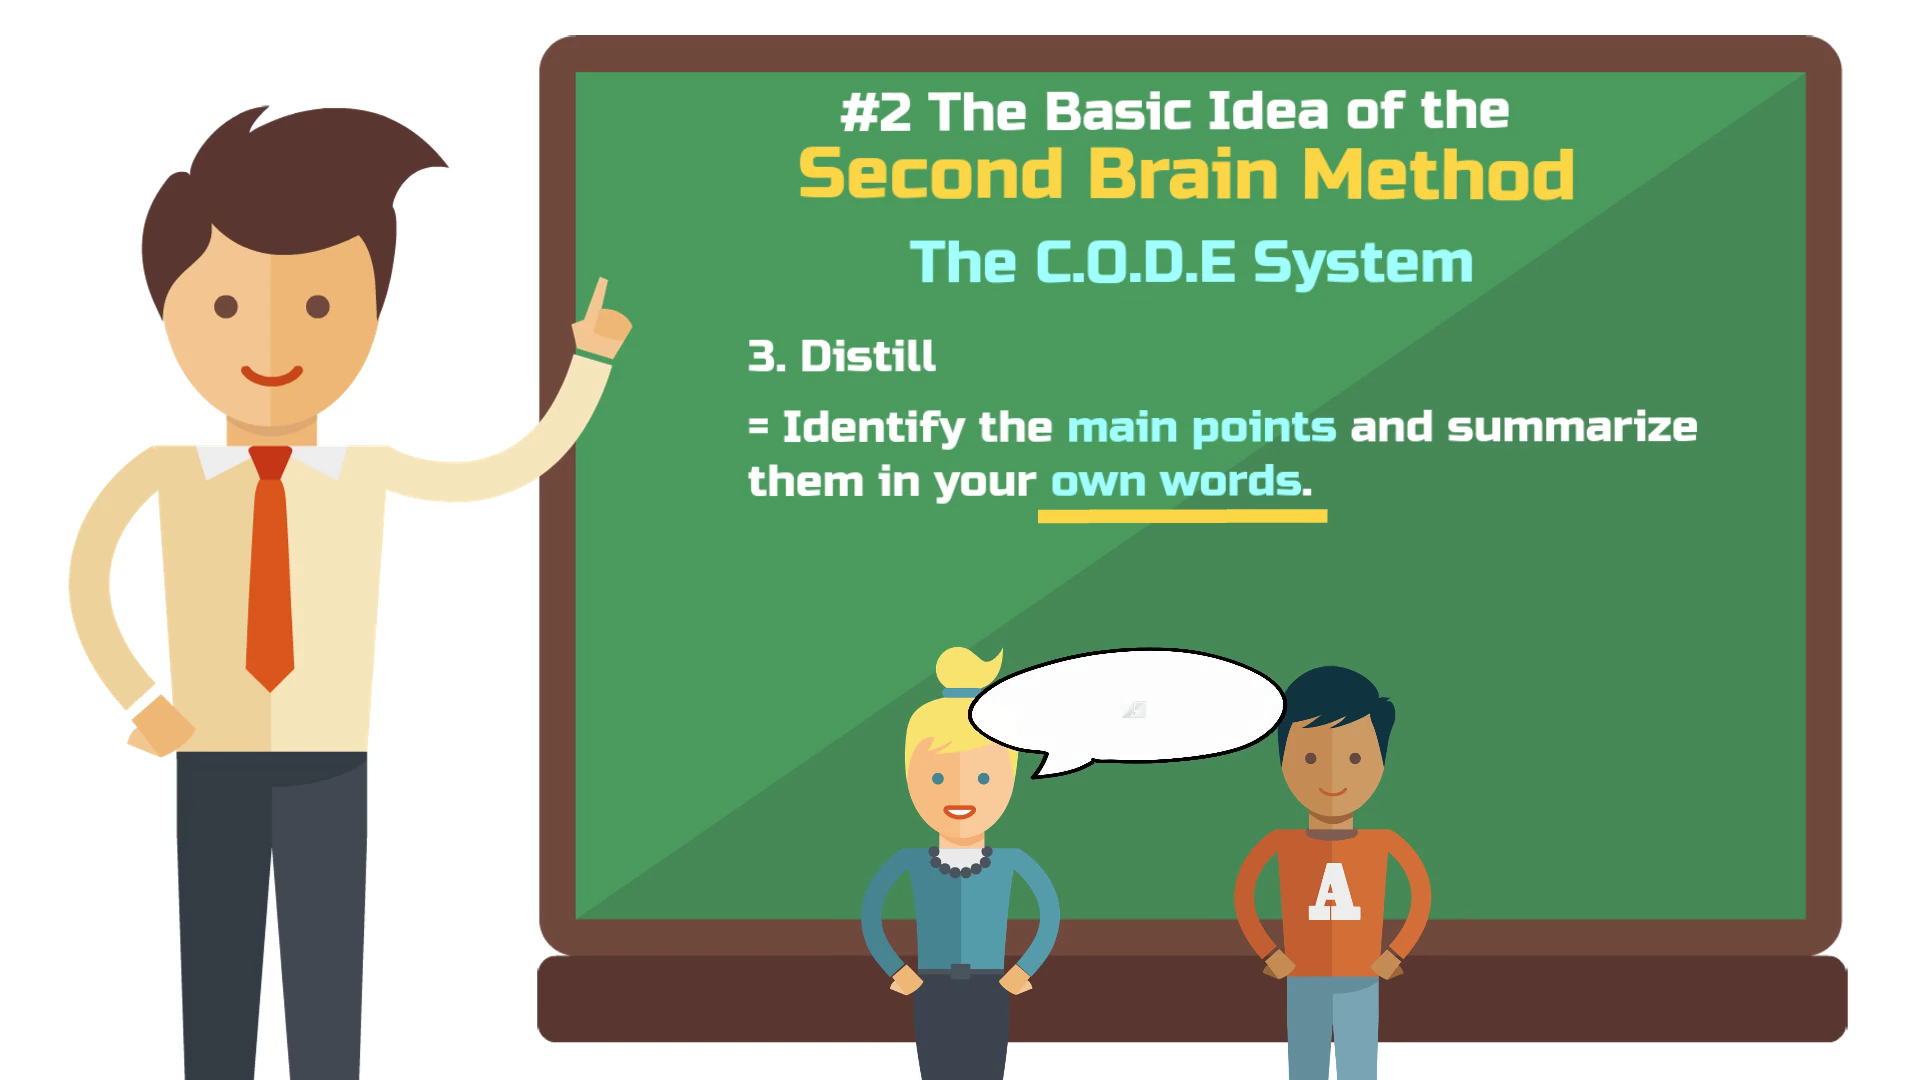 #2 The Basic Idea of the
Second Brain Method
The C.O.D.E System
3. Distill
= Identify the main points and summarize
them in your own words.
A